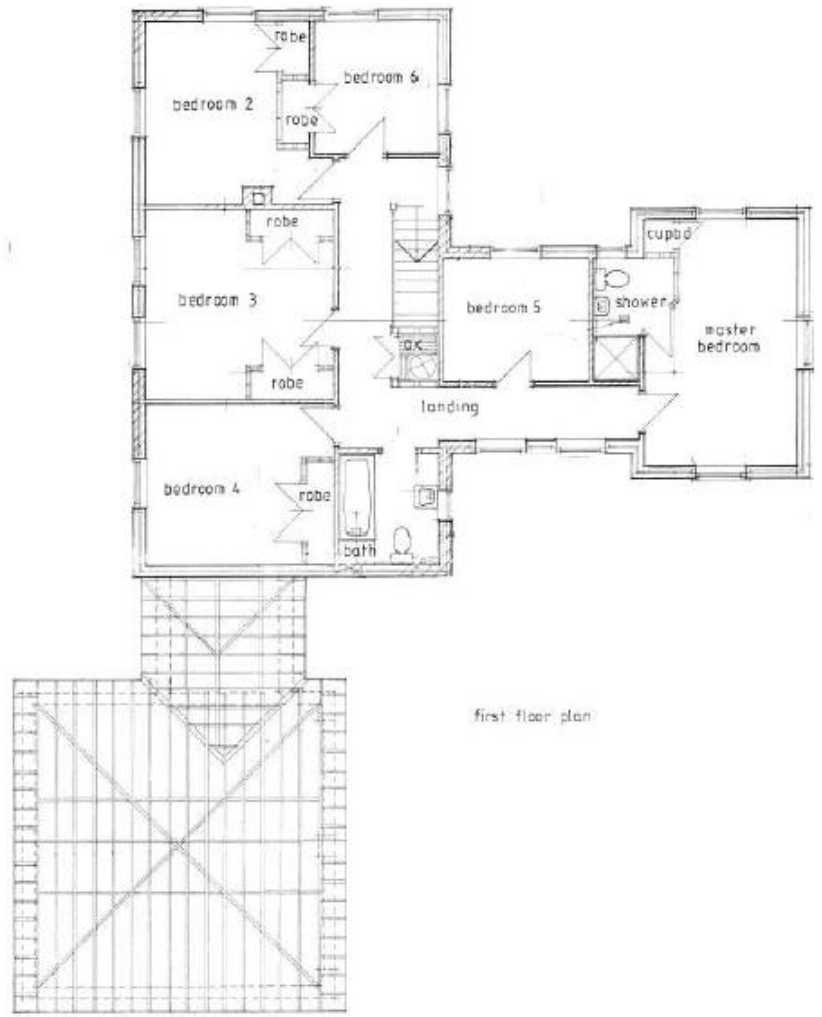 robe
bedroom 6
bedroom 2
robe
robe
cupbd
bedroom 3
bedroom 5
shower
master
bedroom
robe
landing
bedroom 4
robe
bath
first floor plan